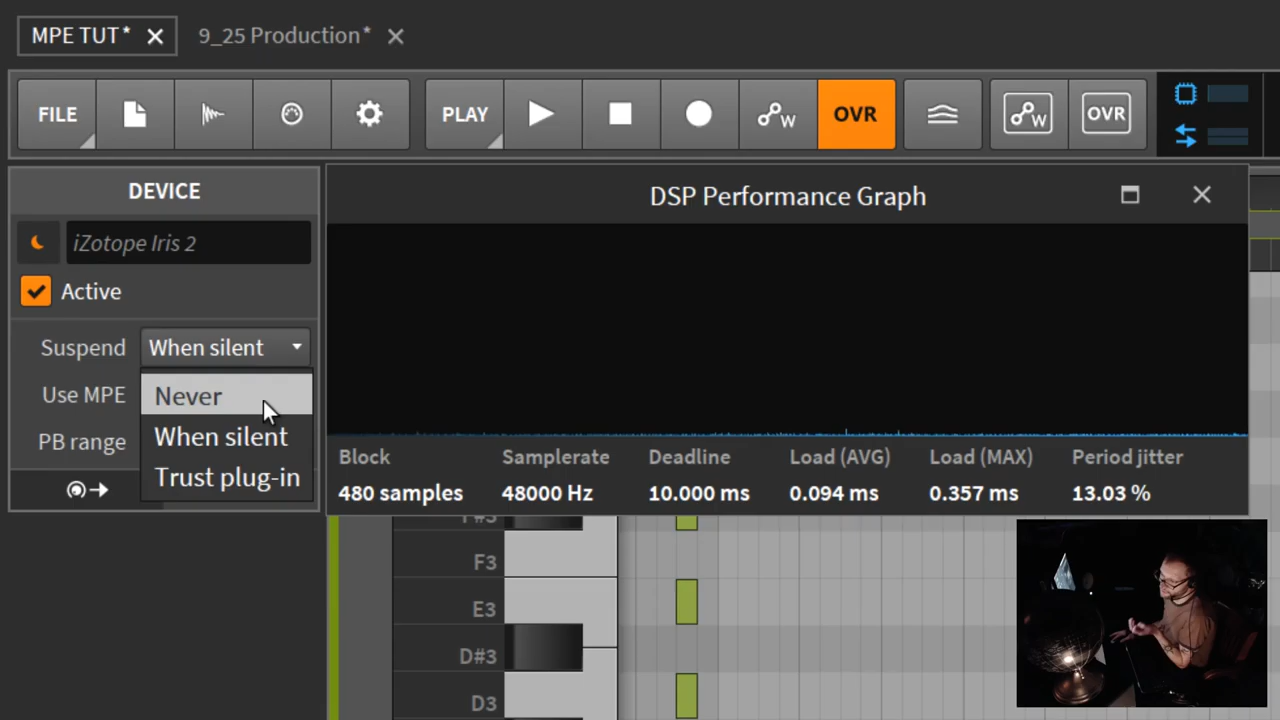 MPE TUT*
9_25 Production*
FILE
PLAY
W
OVR
W
OVR
DEVICE
DSP Performance Graph
iZotope Iris 2
Active
Suspend
When silent
Use MPE
Never
PB range
When silent
Trust plug-in
Block
Samplerate
Deadline
Load (AVG)
Load (MAX)
Period jitter
480 samples
48000 Hz
10.000 ms
0.094 ms
0.357 ms
13.03 %
F#3
F3
E3
D#3
D3